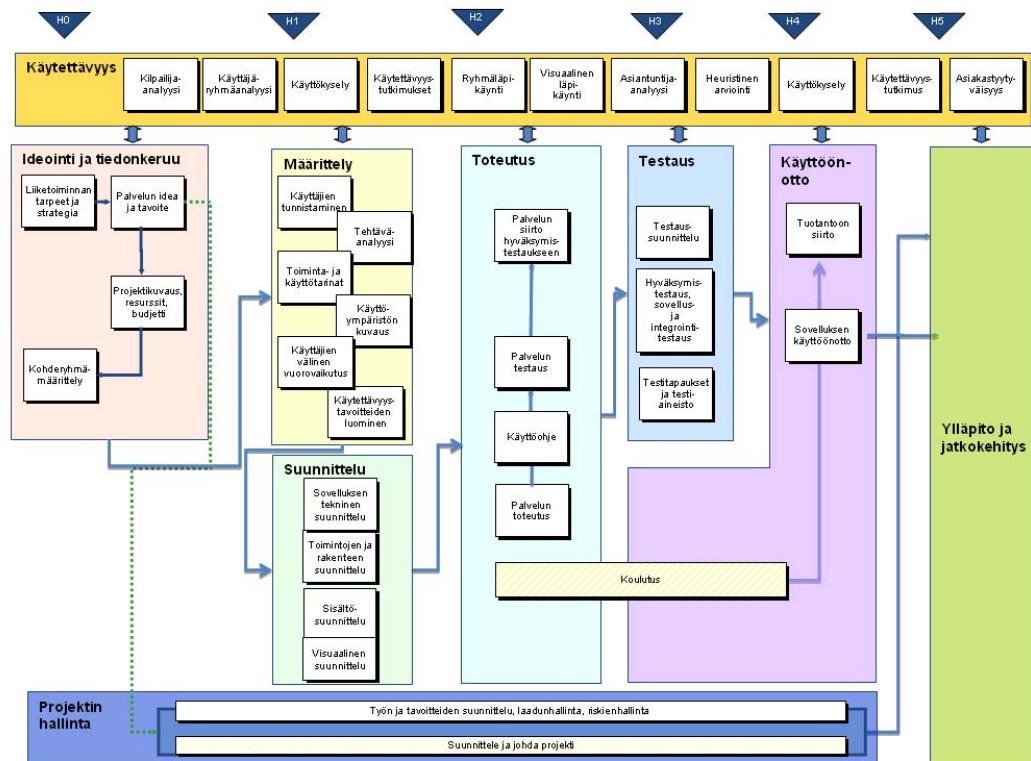 H0
H1
H2
H3
H4
H5
Käytettävyys
Kilpailija-
analyysi
Käyttäjä-
ryhmäanalyysi
Käyttökysely
Käytettävyys-
tutkimukset
Ryhmäläpi-
käynti
Visuaalinen
läpi-
käynti
Asiantuntija-
analyysi
Heuristinen
arviointi
Käyttökysely
Käytettävyys-
tutkimus
Asiakastyyty-
väisyys
Ideointi ja tiedonkeruu
Liiketoiminnan
tarpeet ja
strategia
Palvelun idea
ja tavoite
Projektikuvaus,
resurssit,
budjetti
Kohderyhmä-
määrittely
Määrittely
Käyttäjien
tunnistaminen
Tehtävä-
analyysi
Toiminta- ja
käyttötarinat
Käyttö-
ympäristön
kuvaus
Käyttäjien
välinen
vuorovaikutus
Käytettävyys-
tavoitteiden
luominen
Suunnittelu
Sovelluksen
tekninen
suunnittelu
Toimintojen ja
rakenteen
suunnittelu
Sisältö-
suunnittelu
Visuaalinen
suunnittelu
Toteutus
Palvelun
siirto
hyväksymis-
testaukseen
Palvelun
testaus
Käyttöohje
Palvelun
toteutus
Testaus
Testaus-
suunnittelu
Hyväksymis-
testaus,
sovellus-
ja
integrointi-
testaus
Testitapaukset
ja testi-
aineisto
Käyttöön-
otto
Tuotantoon
siirto
Sovelluksen
käyttöönotto
Koulutus
Ylläpito ja
jatkokehitys
Projektin
hallinta
Työn ja tavoitteiden suunnittelu, laadunhallinta, riskienhallinta
Suunnittele ja johda projekti